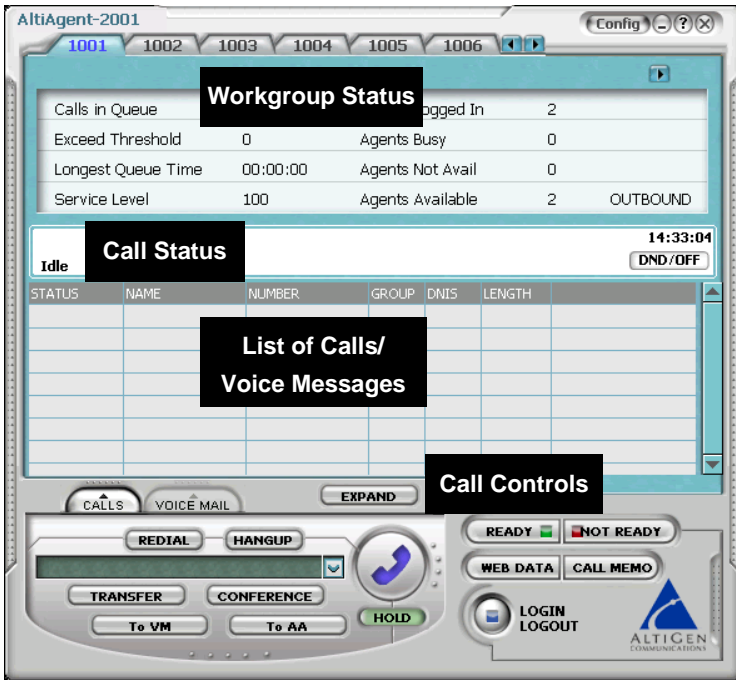 AltiAgent-2001
Config
1001 1002 1003 1004 1005 1006
Workgroup Status
Calls in Queue ogged In 2
Exceed Threshold 0 Agents Busy 0
Longest Queue Time 00:00:00 Agents Not Avail 0
Service Level 100 Agents Available 2 OUTBOUND
Call Status
14:33:04
Idle DND/OFF
STATUS NAME NUMBER GROUP DNIS LENGTH
List of Calls/
Voice Messages
Call Controls
CALLS VOICE MAIL EXPAND
REDIAL HANGUP READY NOT READY
WEB DATA CALL MEMO
TRANSFER CONFERENCE
HOLD
To VM To AA
LOGIN
LOGOUT
ALTIGEN
COMMUNICATIONS